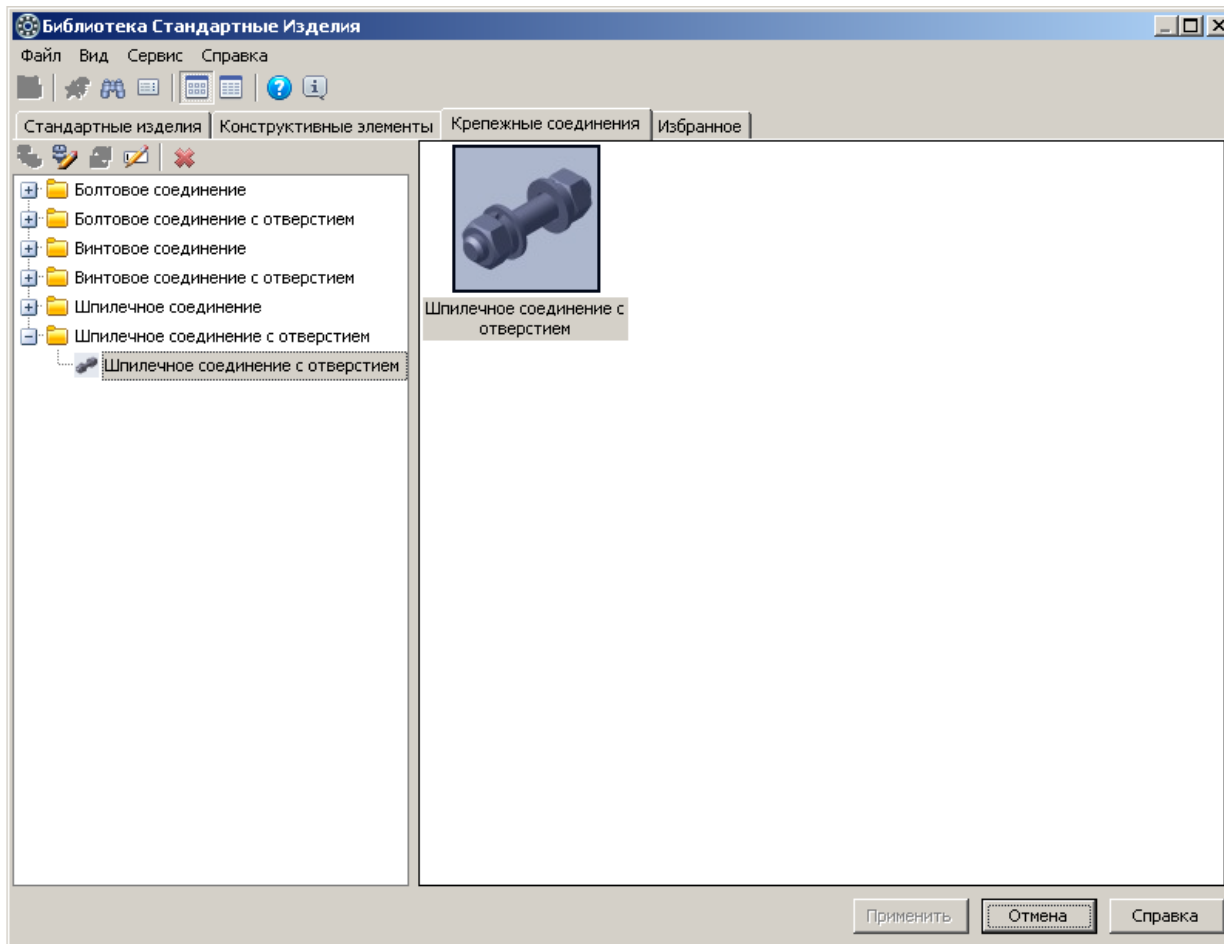 Библиотека Стандартные Изделия
Файл Вид Сервис Справка
Стандартные изделия Конструктивные элементы Крепежные соединения Избранное
Болтовое соединение
Болтовое соединение с отверстием
Винтовое соединение
Винтовое соединение с отверстием
Шпилечное соединение
Шпилечное соединение с отверстием
Шпилечное соединение с отверстием
Шпилечное соединение с
отверстием
Применить Отмена Справка